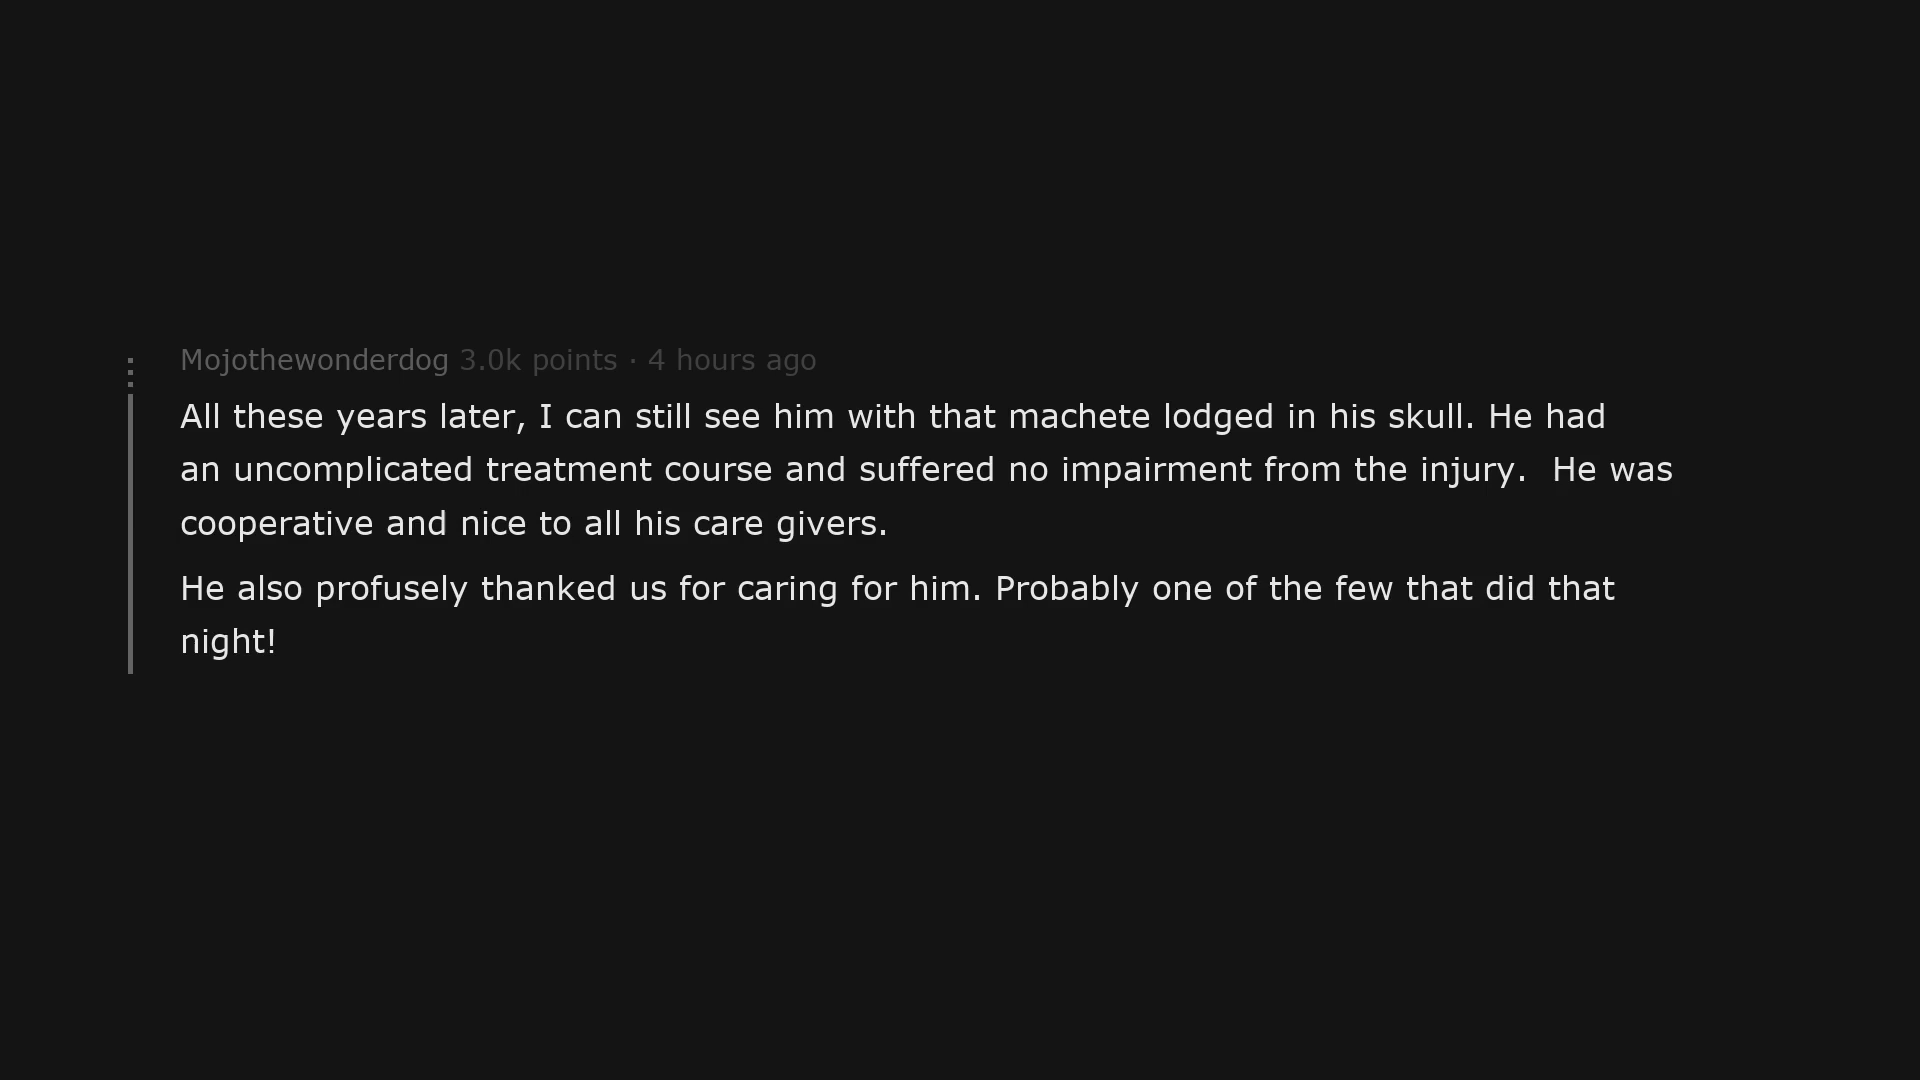 Mojothewonderdog 3.0k points · 4 hours ago
All these years later, I can still see him with that machete lodged in his skull. He had
an uncomplicated treatment course and suffered no impairment from the injury.  He was
cooperative and nice to all his care givers.
He also profusely thanked us for caring for him. Probably one of the few that did that
night!